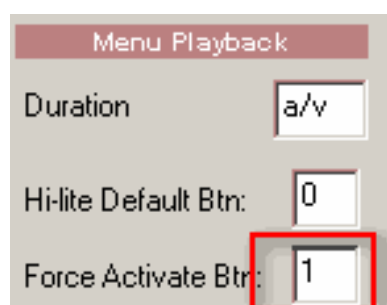 Menu Playback
Duration a/v
Hi-lite Default Btn: 0
Force Activate Btn: 1